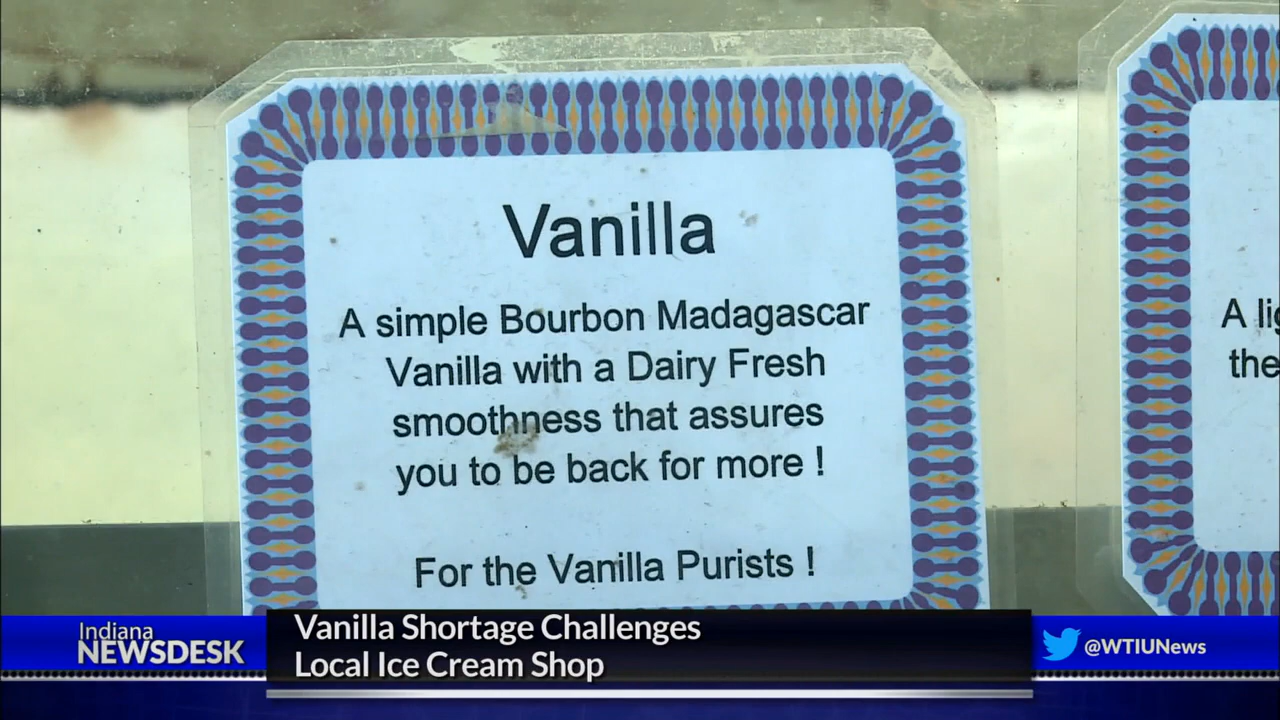 Vanilla
A simple Bourbon Madagascar
Vanilla with a Dairy Fresh
smoothness that assures
you to be back for more !
For the Vanilla Purists !
A
the
Indiana
NEWSDESK
Vanilla Shortage Challenges
Local Ice Cream Shop
@WTIUNews